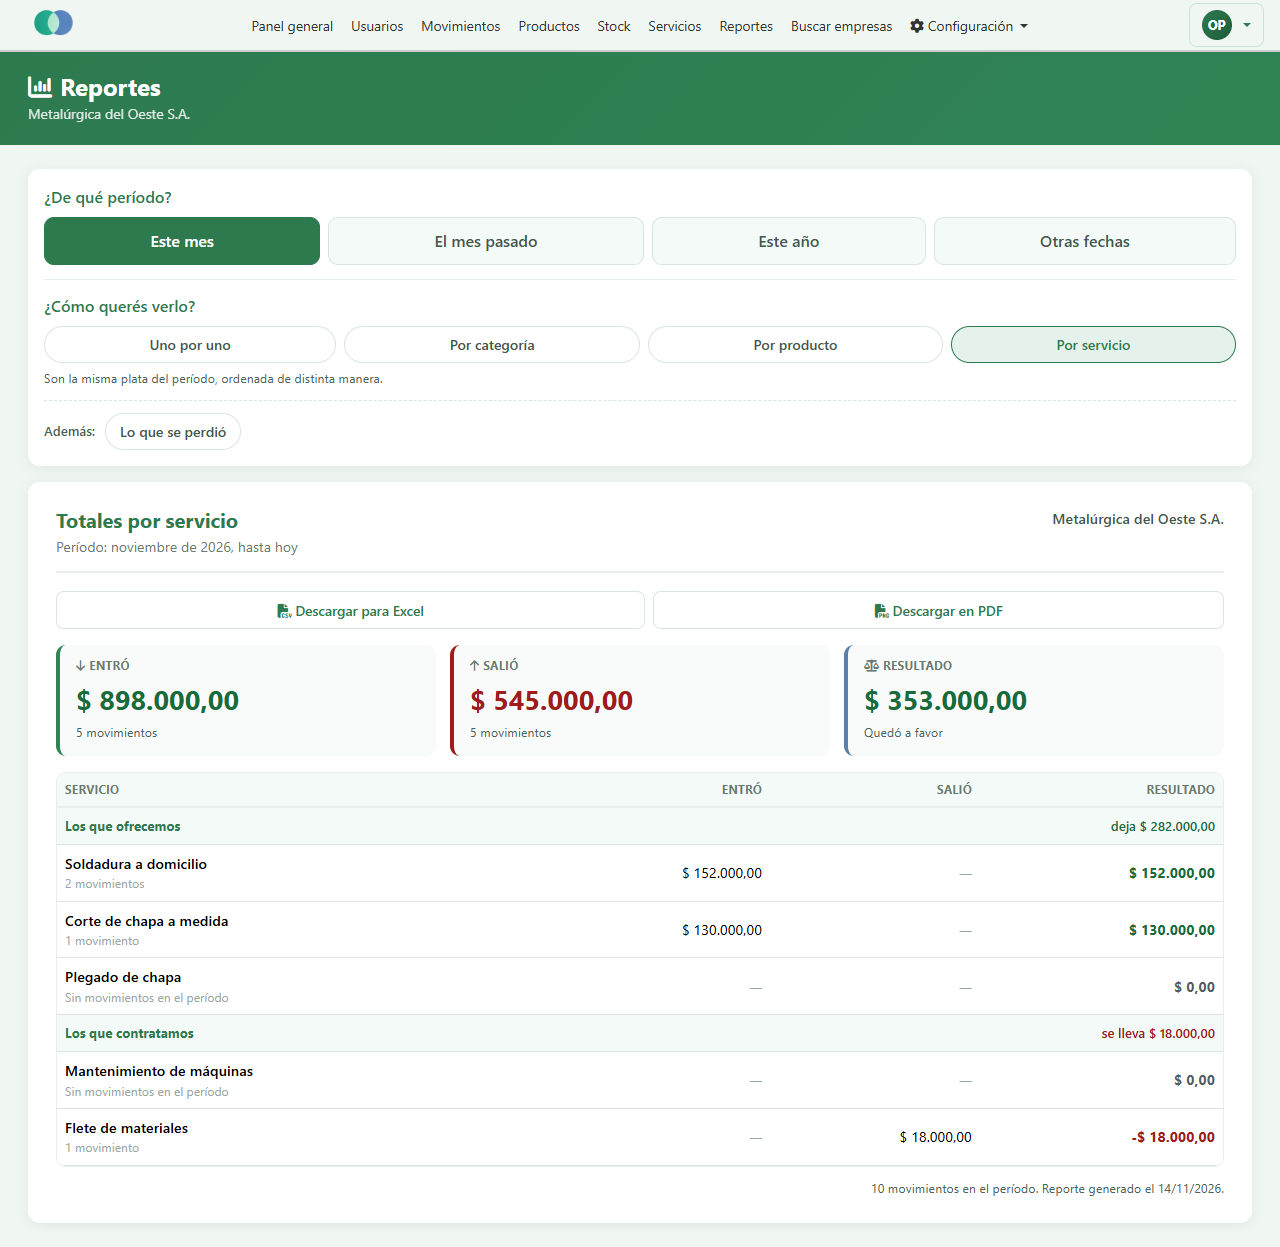 Panel general Usuarios Movimientos Productos Stock Servicios Reportes Buscar empresas Configuración OP
Reportes
Metalúrgica del Oeste S.A.
¿De qué período?
Este mes El mes pasado Este año Otras fechas
¿Cómo querés verlo?
Uno por uno Por categoría Por producto Por servicio
Son la misma plata del período, ordenada de distinta manera.
Además: Lo que se perdió
Totales por servicio Metalúrgica del Oeste S.A.
Período: noviembre de 2026, hasta hoy
Descargar para Excel Descargar en PDF
ENTRÓ SALIÓ RESULTADO
$ 898.000,00 $ 545.000,00 $ 353.000,00
5 movimientos 5 movimientos Quedó a favor
SERVICIO ENTRÓ SALIÓ RESULTADO
Los que ofrecemos deja $ 282.000,00
Soldadura a domicilio $ 152.000,00 — $ 152.000,00
2 movimientos
Corte de chapa a medida $ 130.000,00 — $ 130.000,00
1 movimiento
Plegado de chapa — — $ 0,00
Sin movimientos en el período
Los que contratamos se lleva $ 18.000,00
Mantenimiento de máquinas — — $ 0,00
Sin movimientos en el período
Flete de materiales — $ 18.000,00 -$ 18.000,00
1 movimiento
10 movimientos en el período. Reporte generado el 14/11/2026.